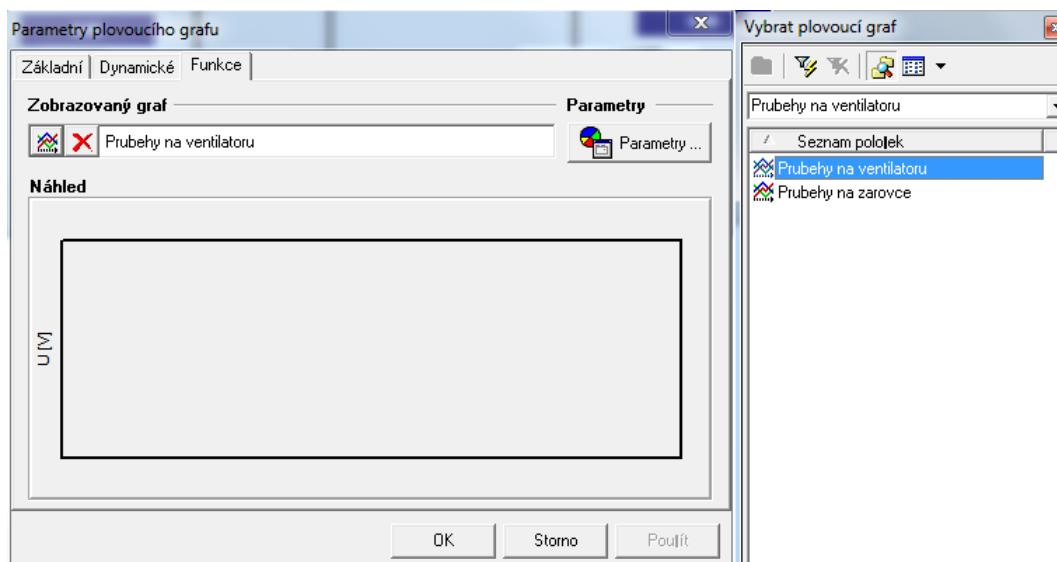 Parametry plovoucího grafu
Základní Dynamické Funkce
Zobrazovaný graf
Parametry
Prubehy na ventilatoru
Parametry ...
Náhled
U [V]
OK Storno Použít
Vybrat plovoucí graf
Prubehy na ventilatoru
Seznam položek
Prubehy na ventilatoru
Prubehy na zarovce